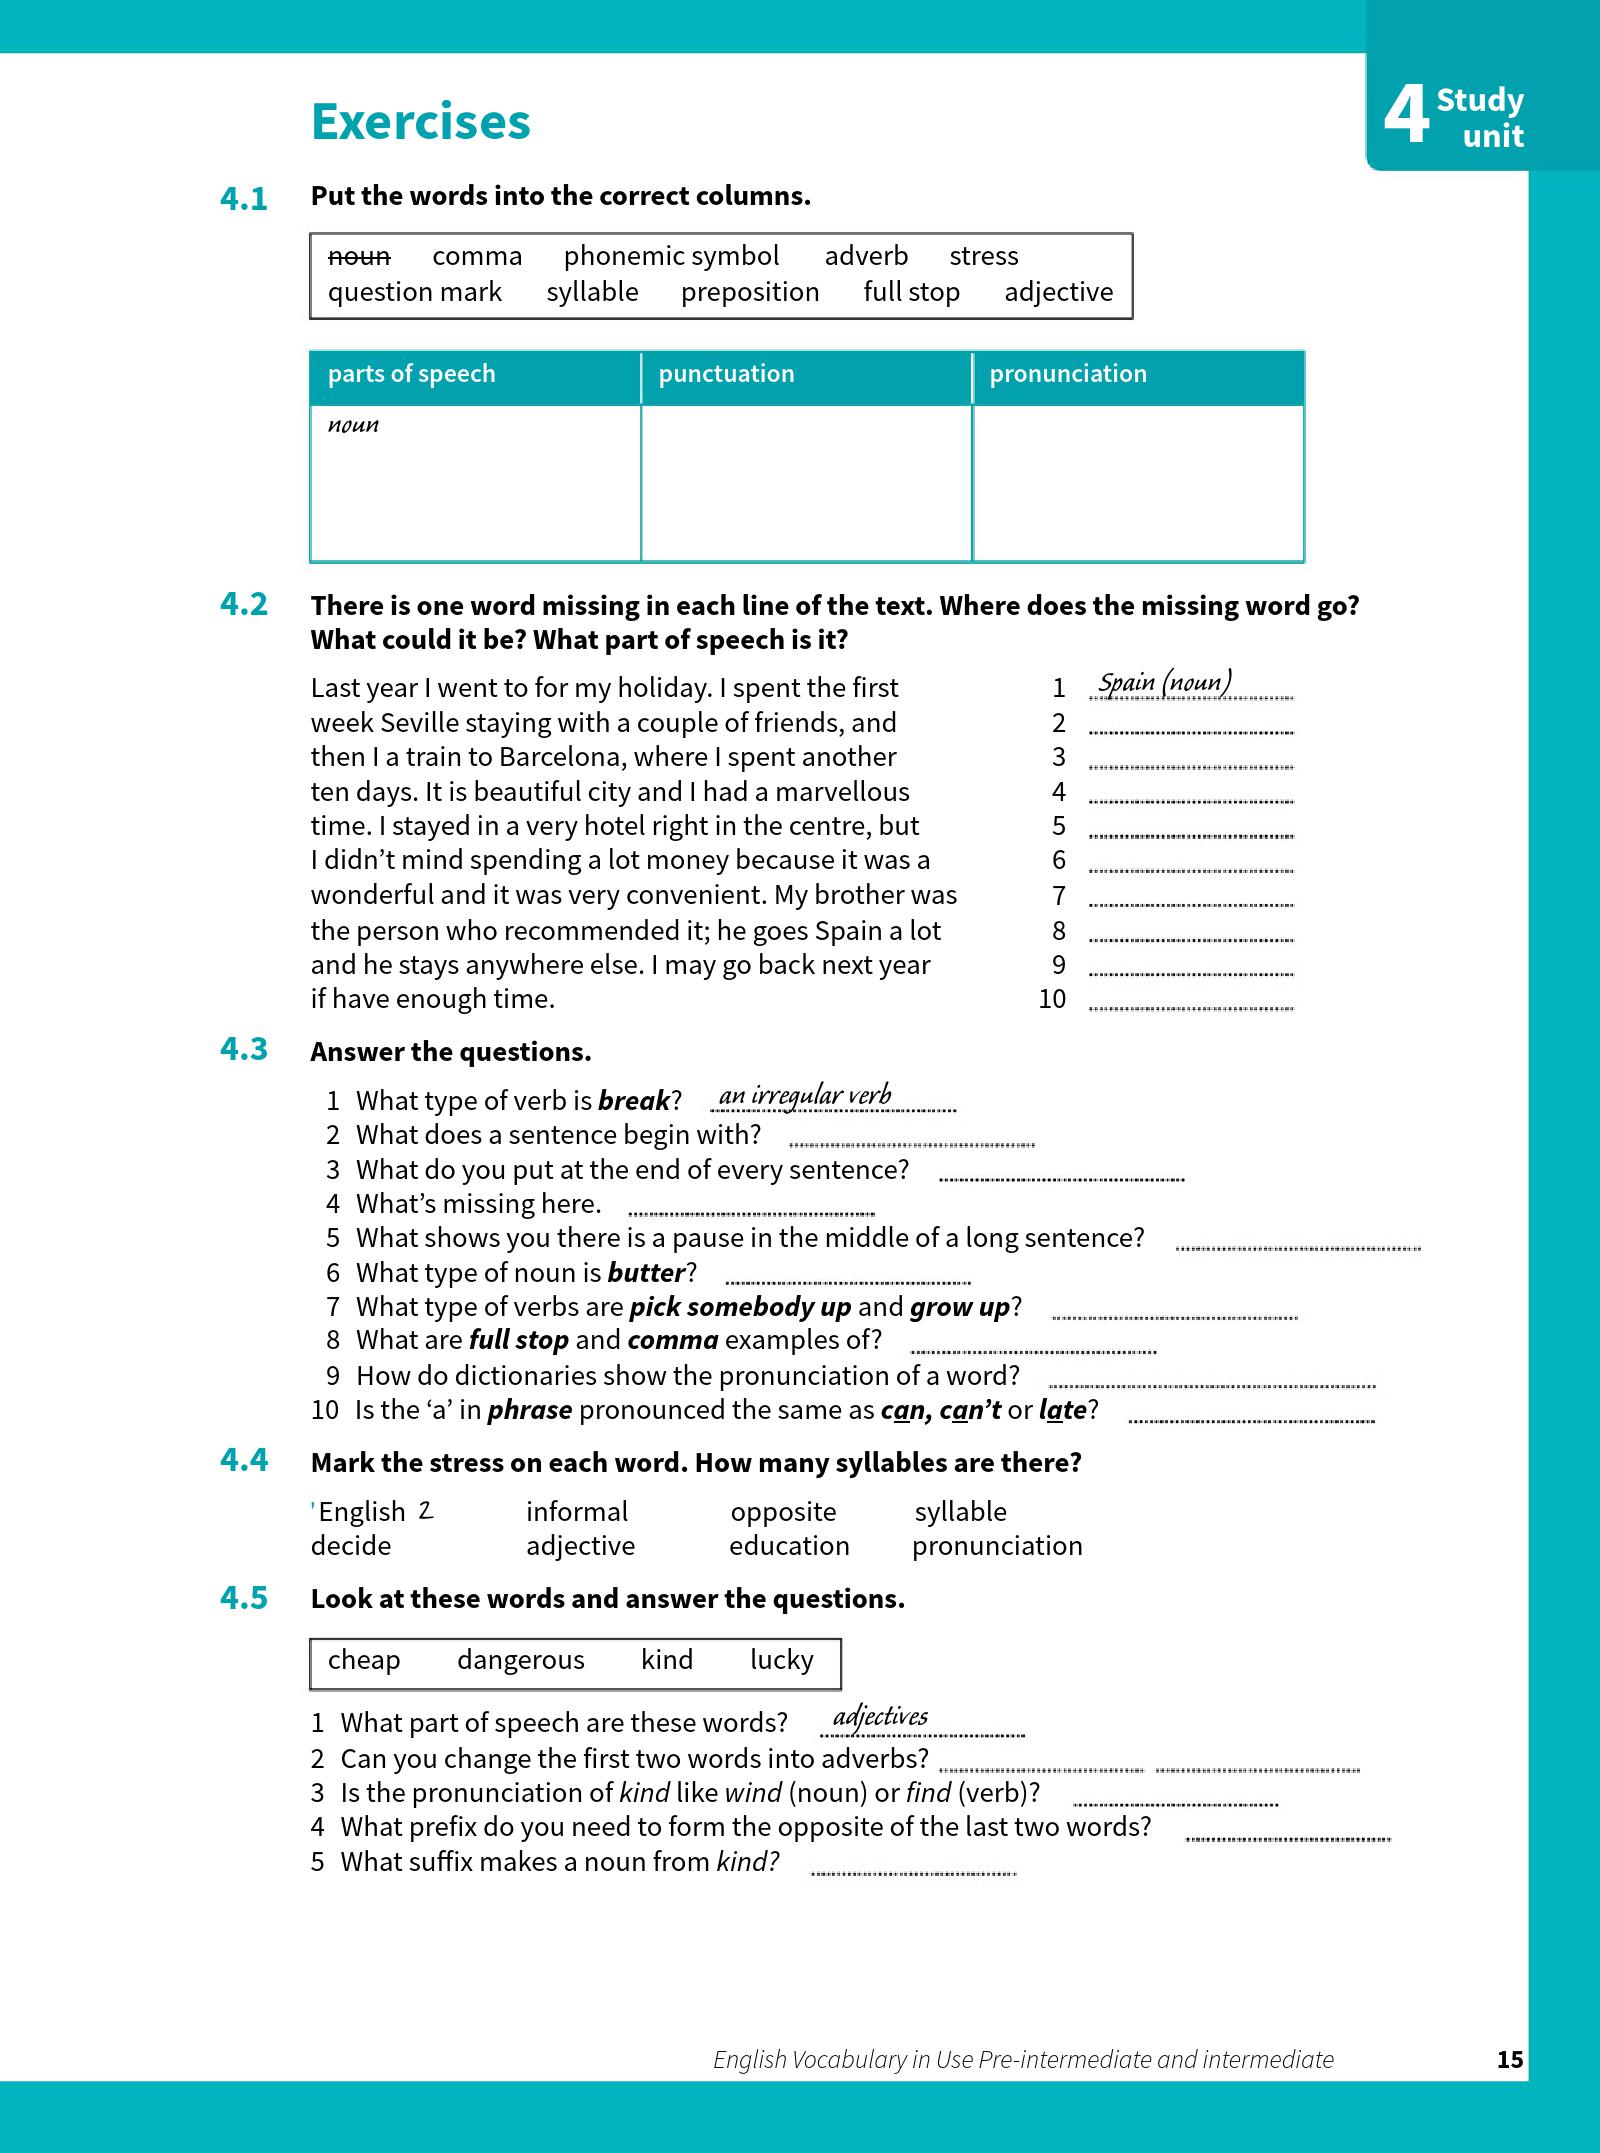 4 Study
unit
Exercises
4.1 Put the words into the correct columns.
noun comma phonemic symbol adverb stress
question mark syllable preposition full stop adjective
parts of speech punctuation pronunciation
noun
4.2 There is one word missing in each line of the text. Where does the missing word go?
What could it be? What part of speech is it?
Last year I went to for my holiday. I spent the first 1 Spain (noun)
week Seville staying with a couple of friends, and 2
then I a train to Barcelona, where I spent another 3
ten days. It is beautiful city and I had a marvellous 4
time. I stayed in a very hotel right in the centre, but 5
I didn’t mind spending a lot money because it was a 6
wonderful and it was very convenient. My brother was 7
the person who recommended it; he goes Spain a lot 8
and he stays anywhere else. I may go back next year 9
if have enough time. 10
4.3 Answer the questions.
1 What type of verb is break? an irregular verb
2 What does a sentence begin with?
3 What do you put at the end of every sentence?
4 What’s missing here.
5 What shows you there is a pause in the middle of a long sentence?
6 What type of noun is butter?
7 What type of verbs are pick somebody up and grow up?
8 What are full stop and comma examples of?
9 How do dictionaries show the pronunciation of a word?
10 Is the ‘a’ in phrase pronounced the same as can, can’t or late?
4.4 Mark the stress on each word. How many syllables are there?
'English 2 informal opposite syllable
decide adjective education pronunciation
4.5 Look at these words and answer the questions.
cheap dangerous kind lucky
1 What part of speech are these words? adjectives
2 Can you change the first two words into adverbs?
3 Is the pronunciation of kind like wind (noun) or find (verb)?
4 What prefix do you need to form the opposite of the last two words?
5 What suffix makes a noun from kind?
English Vocabulary in Use Pre-intermediate and intermediate 15